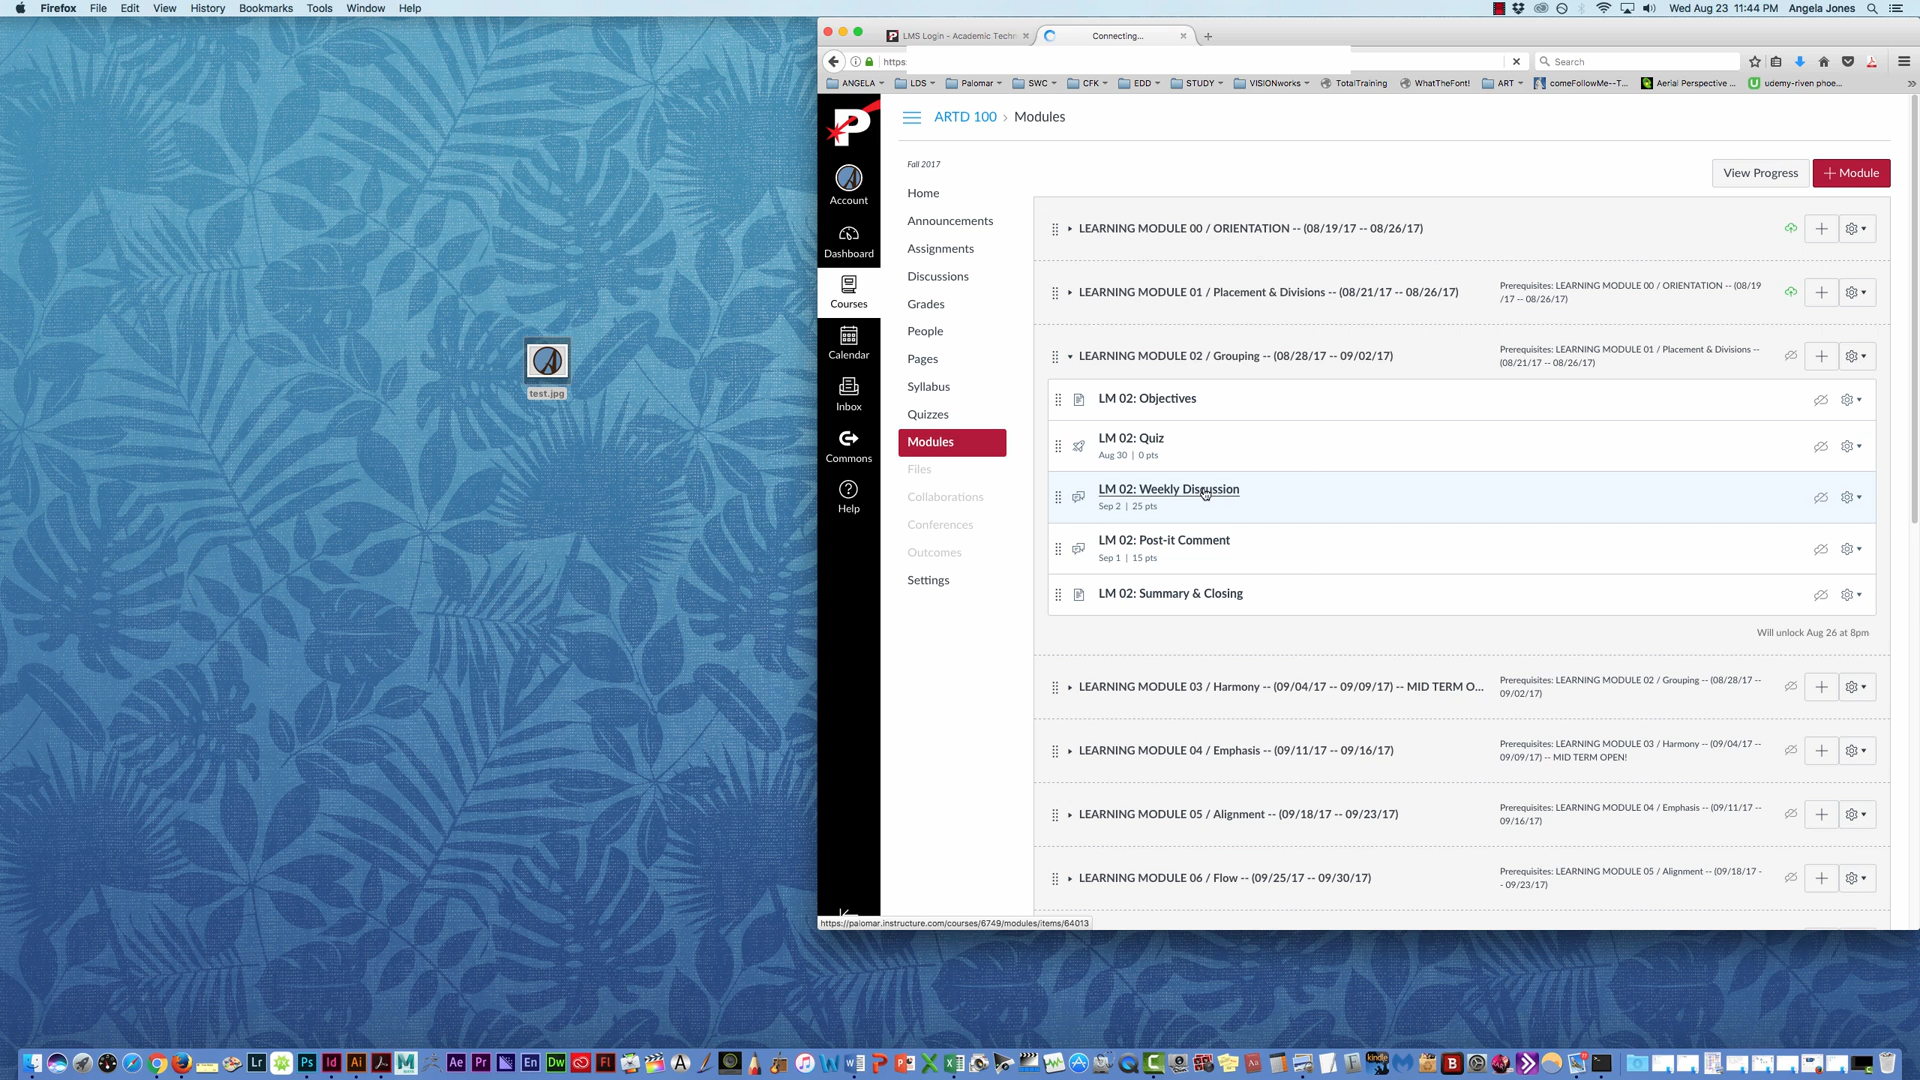 Firefox File Edit View History Bookmarks Tools Window Help
Wed Aug 23 11:44 PM Angela Jones
LMS Login - Academic Techn
Connecting...
https:
Search
ANGELA LDS Palomar SWC CFK EDD STUDY VISIONworks TotalTraining WhatTheFont! ART comeFollowMe--T... Aerial Perspective ... udemy-riven phoe...
test.jpg
P
Account
Dashboard
Courses
Calendar
Inbox
Commons
Help
ARTD 100 › Modules
Fall 2017
Home
Announcements
Assignments
Discussions
Grades
People
Pages
Syllabus
Quizzes
Modules
Files
Collaborations
Conferences
Outcomes
Settings
View Progress
+ Module
LEARNING MODULE 00 / ORIENTATION -- (08/19/17 -- 08/26/17)
LEARNING MODULE 01 / Placement & Divisions -- (08/21/17 -- 08/26/17)
Prerequisites: LEARNING MODULE 00 / ORIENTATION -- (08/19
/17 -- 08/26/17)
LEARNING MODULE 02 / Grouping -- (08/28/17 -- 09/02/17)
Prerequisites: LEARNING MODULE 01 / Placement & Divisions --
(08/21/17 -- 08/26/17)
LM 02: Objectives
LM 02: Quiz
Aug 30 | 0 pts
LM 02: Weekly Discussion
Sep 2 | 25 pts
LM 02: Post-it Comment
Sep 1 | 15 pts
LM 02: Summary & Closing
Will unlock Aug 26 at 8pm
LEARNING MODULE 03 / Harmony -- (09/04/17 -- 09/09/17) -- MID TERM O...
Prerequisites: LEARNING MODULE 02 / Grouping -- (08/28/17 --
09/02/17)
LEARNING MODULE 04 / Emphasis -- (09/11/17 -- 09/16/17)
Prerequisites: LEARNING MODULE 03 / Harmony -- (09/04/17 --
09/09/17) -- MID TERM OPEN!
LEARNING MODULE 05 / Alignment -- (09/18/17 -- 09/23/17)
Prerequisites: LEARNING MODULE 04 / Emphasis -- (09/11/17 --
09/16/17)
LEARNING MODULE 06 / Flow -- (09/25/17 -- 09/30/17)
Prerequisites: LEARNING MODULE 05 / Alignment -- (09/18/17 -
- 09/23/17)
https://palomar.instructure.com/courses/6749/modules/items/64013
Lr Ps Id Ai Ae Pr En Dw Fl
kindle